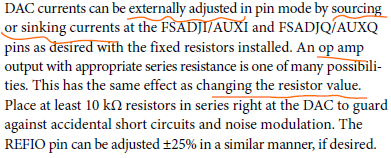 DAC currents can be externally adjusted in pin mode by sourcing
or sinking currents at the FSADJI/AUXI and FSADJQ/AUXQ
pins as desired with the fixed resistors installed. An op amp
output with appropriate series resistance is one of many possibili-
ties. This has the same effect as changing the resistor value.
Place at least 10 kΩ resistors in series right at the DAC to guard
against accidental short circuits and noise modulation. The
REFIO pin can be adjusted ±25% in a similar manner, if desired.